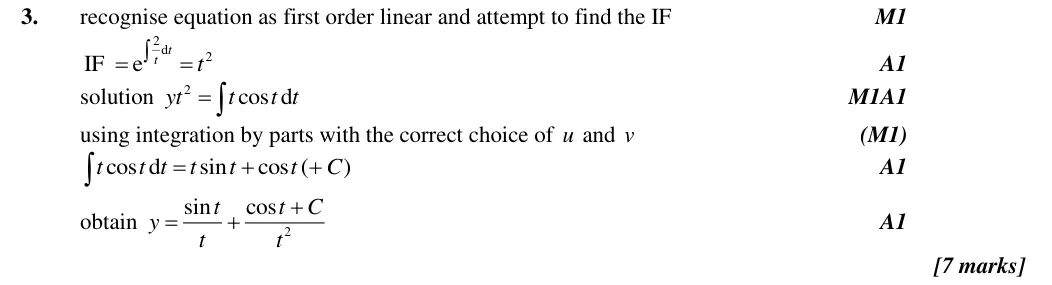 3. recognise equation as first order linear and attempt to find the IF M1
IF = e^{∫ 2/t dt} = t² A1
solution yt² = ∫ t cos t dt M1A1
using integration by parts with the correct choice of u and v (M1)
∫ t cos t dt = t sin t + cos t (+ C) A1
obtain y = sin t / t + (cos t + C) / t² A1
[7 marks]